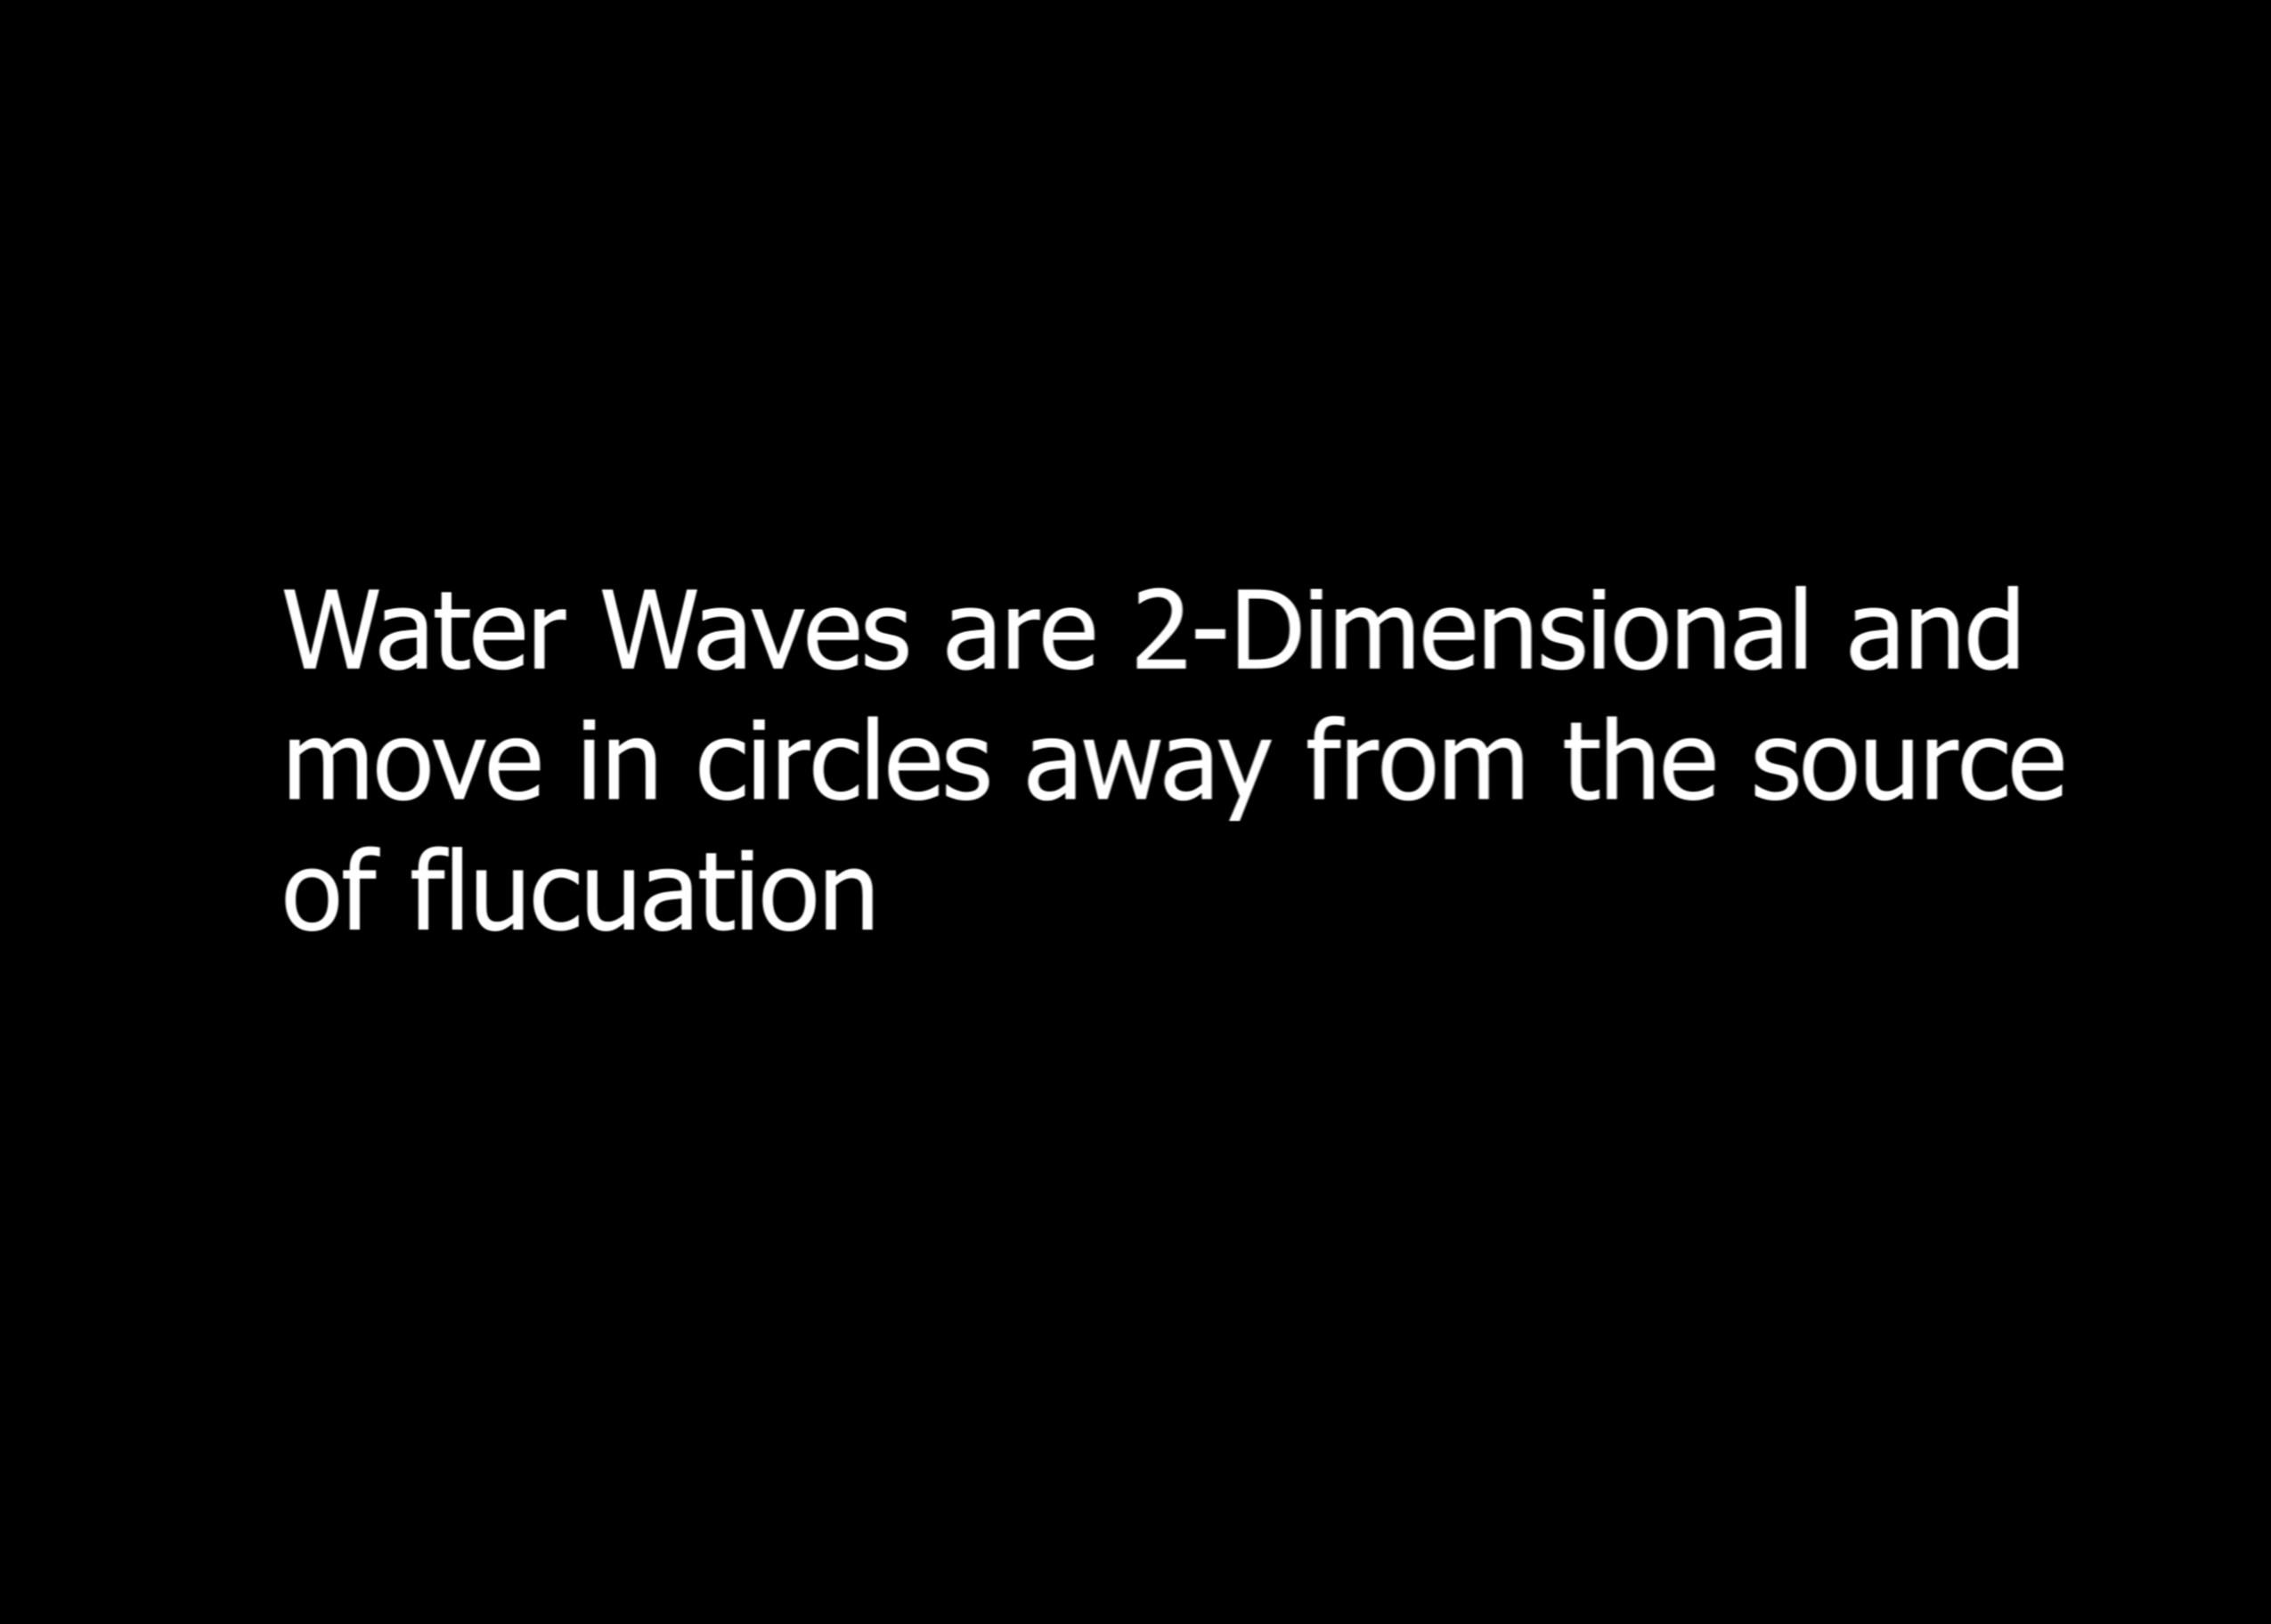 Water Waves are 2-Dimensional and
move in circles away from the source
of flucuation